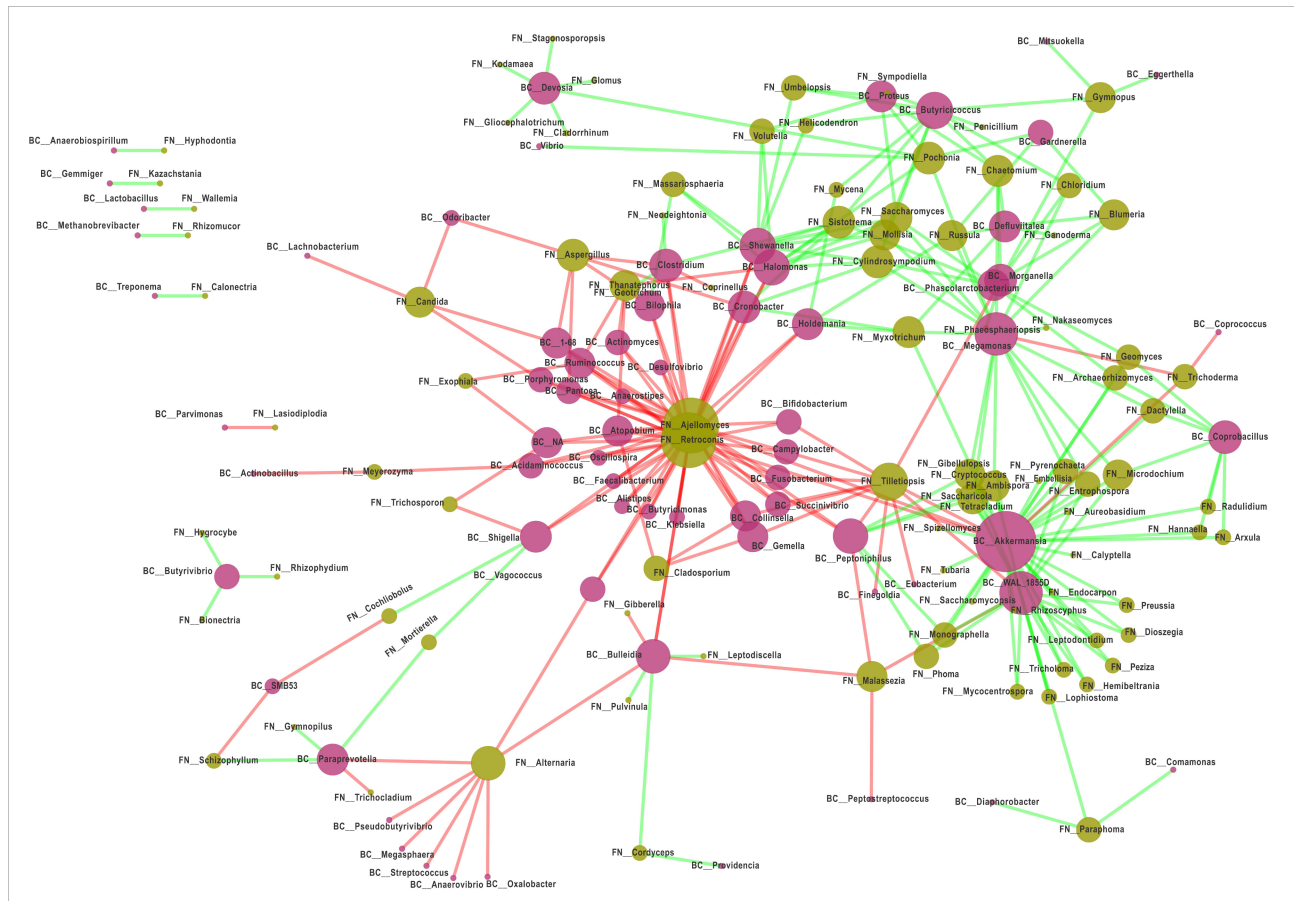 FN__Stagonosporopsis
BC__Mitsuokella
FN__Kodamaea
FN__Sympodiella
BC__Eggerthella
FN__Glomus
BC__Devosia
FN__Umbelopsis
BC__Proteus
FN__Gymnopus
BC__Butyricicoccus
FN__Gliocephalotrichum
FN__Helicodendron
FN__Penicillium
FN__Cladorrhinum
FN__Volutella
BC__Gardnerella
BC__Vibrio
BC__Anaerobiospirillum
FN__Hyphodontia
FN__Pochonia
FN__Chaetomium
BC__Gemmiger
FN__Kazachstania
FN__Massariosphaeria
FN__Mycena
FN__Chloridium
BC__Lactobacillus
FN__Wallemia
FN__Neodeightonia
FN__Sistotrema
FN__Saccharomyces
FN__Blumeria
BC__Odoribacter
BC__Methanobrevibacter
FN__Rhizomucor
FN__Mollisia
FN__Russula
BC__Defluviitalea
FN__Ganoderma
BC__Lachnobacterium
FN__Aspergillus
BC__Shewanella
BC__Clostridium
BC__Halomonas
FN__Cylindrosympodium
BC__Morganella
FN__Thanatephorus
FN__Coprinellus
BC__Phascolarctobacterium
BC__Treponema
FN__Calonectria
FN__Geotrichum
FN__Candida
BC__Bilophila
BC__Cronobacter
BC__Holdemania
FN__Nakaseomyces
FN__Myxotrichum
FN__Phaeosphaeriopsis
BC__Coprococcus
BC__1-68
BC__Actinomyces
BC__Megamonas
FN__Geomyces
BC__Ruminococcus
BC__Desulfovibrio
FN__Archaeorhizomyces
FN__Trichoderma
FN__Exophiala
BC__Porphyromonas
BC__Pantoea
BC__Anaerostipes
BC__Bifidobacterium
FN__Dactylella
BC__Parvimonas
FN__Lasiodiplodia
FN__Ajellomyces
BC__Atopobium
FN__Retroconis
BC__Coprobacillus
BC__NA
BC__Campylobacter
BC__Oscillospira
FN__Gibellulopsis
FN__Pyrenochaeta
BC__Acidaminococcus
FN__Cryptococcus
FN__Microdochium
BC__Actinobacillus
FN__Meyerozyma
BC__Faecalibacterium
BC__Fusobacterium
FN__Tilletiopsis
FN__Embellisia
FN__Ambispora
FN__Entrophospora
FN__Trichosporon
BC__Alistipes
BC__Succinivibrio
FN__Saccharicola
FN__Tetracladium
FN__Radulidium
BC__Butyricimonas
FN__Aureobasidium
BC__Klebsiella
BC__Collinsella
FN__Spizellomyces
FN__Hannaella
FN__Hygrocybe
BC__Shigella
BC__Gemella
BC__Akkermansia
FN__Arxula
BC__Peptoniphilus
FN__Calyptella
BC__Butyrivibrio
FN__Rhizophydium
BC__Vagococcus
FN__Cladosporium
FN__Tubaria
BC__Eubacterium
BC__WAL_1855D
FN__Endocarpon
BC__Finegoldia
FN__Cochliobolus
FN__Gibberella
FN__Saccharomycopsis
FN__Rhizoscyphus
FN__Preussia
FN__Bionectria
FN__Mortierella
FN__Monographella
FN__Leptodontidium
FN__Dioszegia
BC__Bulleidia
FN__Leptodiscella
FN__Phoma
FN__Tricholoma
FN__Peziza
BC__SMB53
FN__Malassezia
FN__Hemibeltrania
FN__Mycocentrospora
FN__Lophiostoma
FN__Pulvinula
FN__Gymnopilus
FN__Schizophyllum
BC__Paraprevotella
FN__Alternaria
BC__Comamonas
FN__Trichocladium
BC__Peptostreptococcus
BC__Diaphorobacter
BC__Pseudobutyrivibrio
FN__Paraphoma
BC__Megasphaera
FN__Cordyceps
BC__Providencia
BC__Streptococcus
BC__Anaerovibrio
BC__Oxalobacter